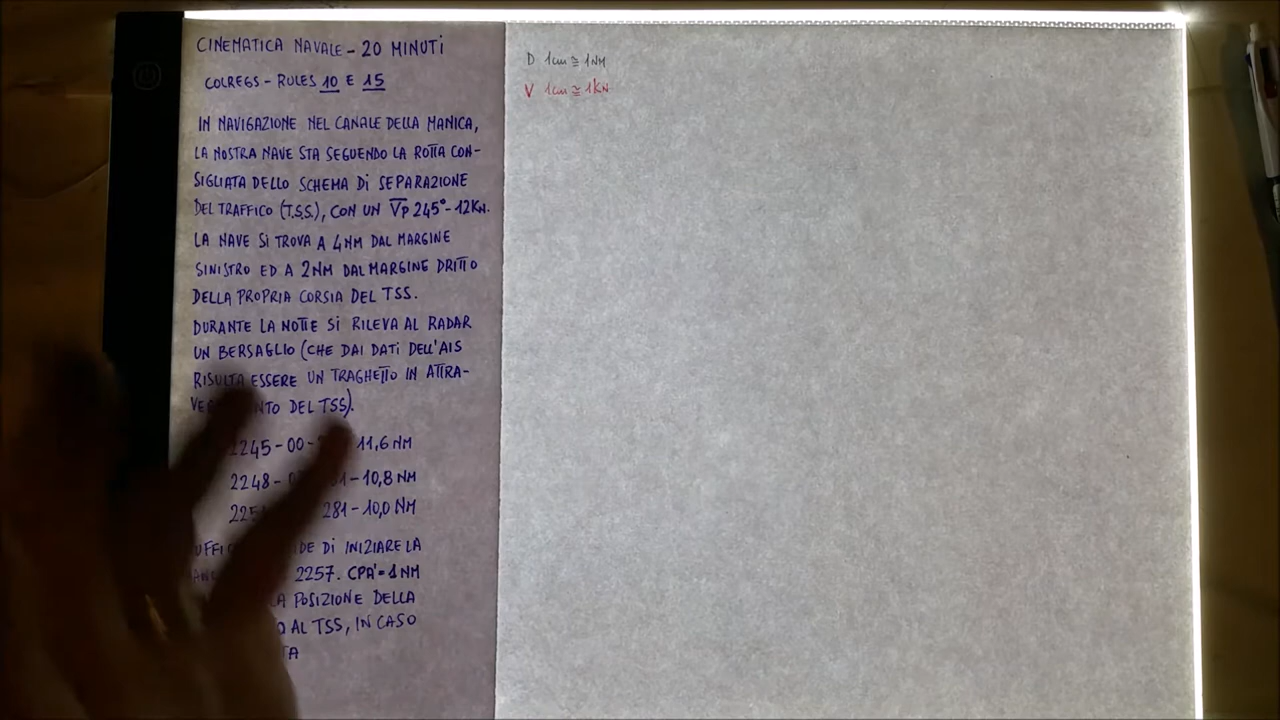 CINEMATICA NAVALE - 20 MINUTI
COLREGS - RULES 10 E 15
IN NAVIGAZIONE NEL CANALE DELLA MANICA,
LA NOSTRA NAVE STA SEGUENDO LA ROTTA CON-
SIGLIATA DELLO SCHEMA DI SEPARAZIONE
DEL TRAFFICO (T.S.S.), CON UN Vp 245°-12KN.
LA NAVE SI TROVA A 4NM DAL MARGINE
SINISTRO ED A 2NM DAL MARGINE DRITTO
DELLA PROPRIA CORSIA DEL TSS.
DURANTE LA NOTTE SI RILEVA AL RADAR
UN BERSAGLIO (CHE DAI DATI DELL'AIS
RISULTA ESSERE UN TRAGHETTO IN ATTRA-
DEL TSS).
2245-00- 11,6 NM
2248- -10,8 NM
281-10,0 NM
DI INIZIARE LA
2257. CPA'=1NM
POSIZIONE DELLA
AL TSS, IN CASO
D 1cm ≅ 1NM
V 1cm ≅ 1KN